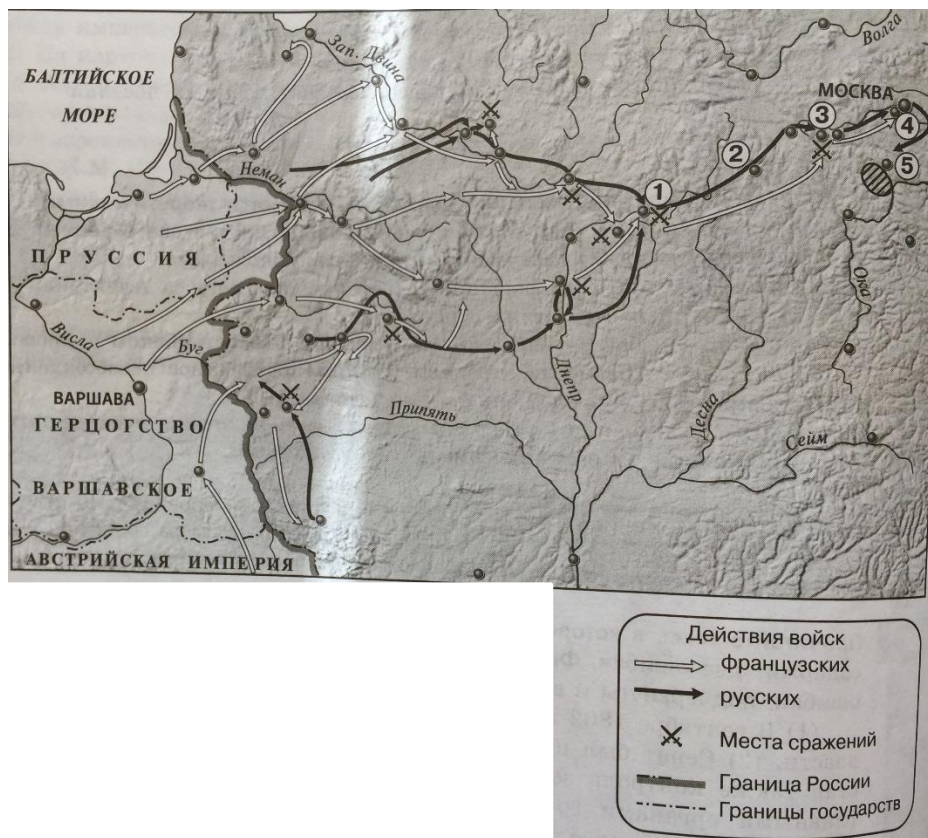 БАЛТИЙСКОЕ
МОРЕ
Зап. Двина
Волга
МОСКВА
3
4
2
5
Неман
1
ПРУССИЯ
Ока
Висла
Буг
Днепр
Десна
ВАРШАВА
Припять
Сейм
ГЕРЦОГСТВО
ВАРШАВСКОЕ
АВСТРИЙСКАЯ ИМПЕРИЯ
Действия войск
французских
русских
Места сражений
Граница России
Границы государств